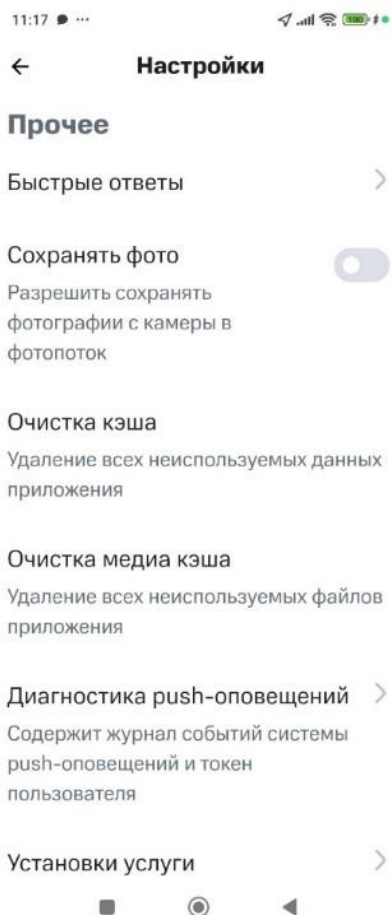 11:17
Настройки
Прочее
Быстрые ответы
Сохранять фото
Разрешить сохранять
фотографии с камеры в
фотопоток
Очистка кэша
Удаление всех неиспользуемых данных
приложения
Очистка медиа кэша
Удаление всех неиспользуемых файлов
приложения
Диагностика push-оповещений
Содержит журнал событий системы
push-оповещений и токен
пользователя
Установки услуги